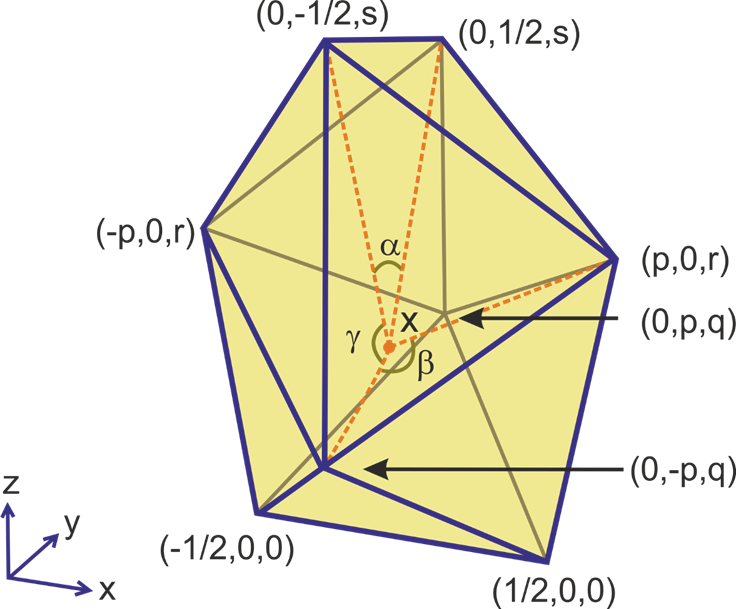 (0,-1/2,s)
(0,1/2,s)
(-p,0,r)
α
(p,0,r)
x
(0,p,q)
γ
β
(0,-p,q)
z
y
(-1/2,0,0)
x
(1/2,0,0)